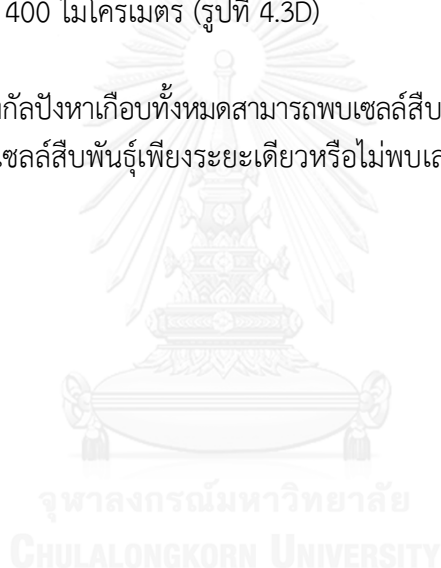 400 ไมโครเมตร (รูปที่ 4.3D)
กัลปังหาเกือบทั้งหมดสามารถพบเซลล์สืบ
เซลล์สืบพันธุ์เพียงระยะเดียวหรือไม่พบเ
จุฬาลงกรณ์มหาวิทยาลัย
CHULALONGKORN UNIVERSITY